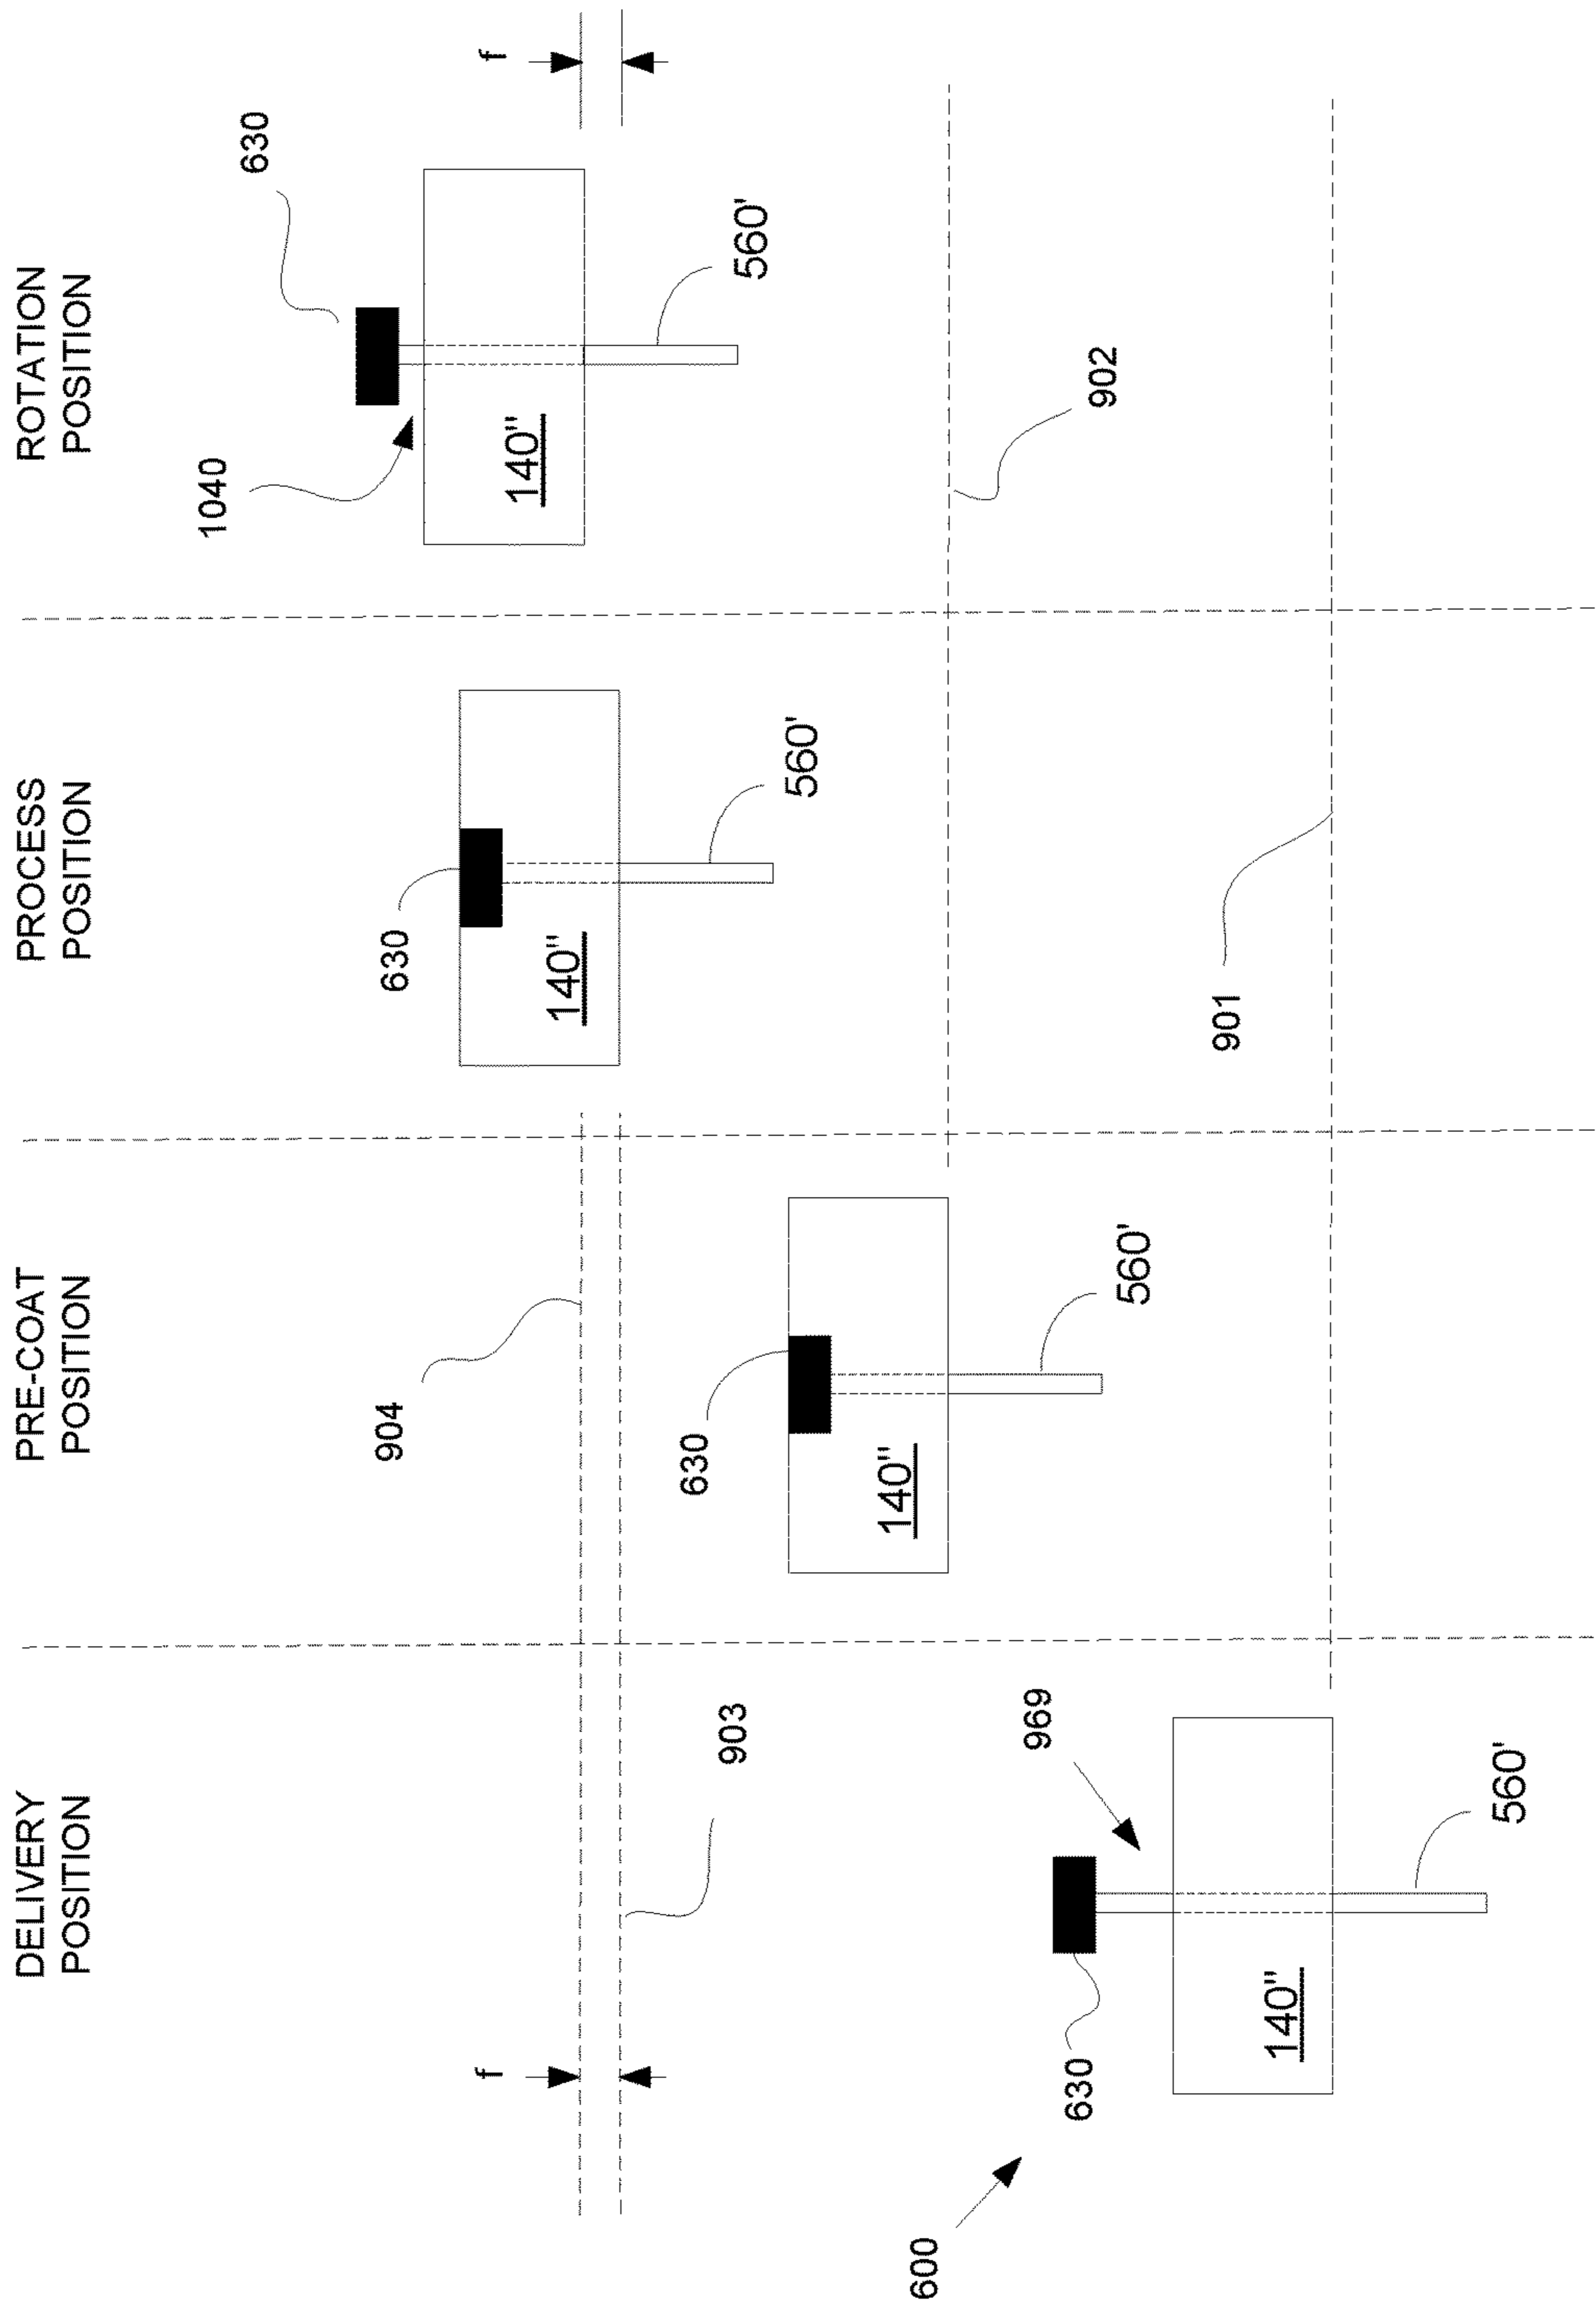 DELIVERY
POSITION
PRE-COAT
POSITION
PROCESS
POSITION
ROTATION
POSITION
f
903
600
630
969
140"
560'
904
630
140"
560'
630
140"
560'
901
630
1040
140"
560'
f
902